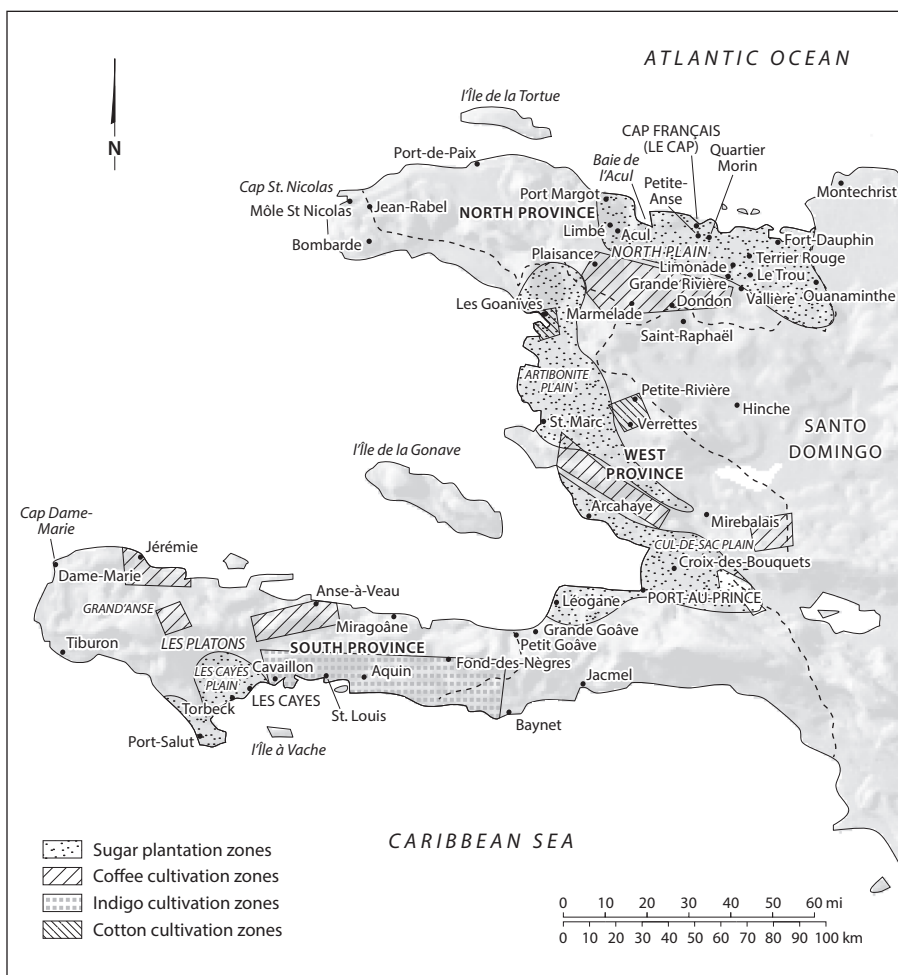 ATLANTIC OCEAN
l'Île de la Tortue
N
CAP FRANÇAIS
(LE CAP)
Quartier
Morin
Port-de-Paix
Baie de
l'Acul
Petite-
Anse
Montechrist
Cap St. Nicolas
Port Margot
Môle St Nicolas
Jean-Rabel
NORTH PROVINCE
Limbé
Acul
Bombarde
NORTH PLAIN
Fort-Dauphin
Plaisance
Terrier Rouge
Limonade
Le Trou
Grande Rivière
Les Goanïves
Dondon
Vallière
Ouanaminthe
Marmelade
Saint-Raphaël
ARTIBONITE
PLAIN
Petite-Rivière
Hinche
St. Marc
Verrettes
SANTO
DOMINGO
l'Île de la Gonave
WEST
PROVINCE
Cap Dame-
Marie
Arcahaye
Mirebalais
Jérémie
CUL-DE-SAC PLAIN
Dame-Marie
Croix-des-Bouquets
Anse-à-Veau
Léogane
PORT-AU-PRINCE
GRAND'ANSE
Miragoâne
Grande Goâve
Tiburon
LES PLATONS
SOUTH PROVINCE
Petit Goâve
LES CAYES
PLAIN
Cavaillon
Fond-des-Nègres
Aquin
Jacmel
Torbeck
LES CAYES
St. Louis
Baynet
Port-Salut
l'Île à Vache
CARIBBEAN SEA
Sugar plantation zones
Coffee cultivation zones
Indigo cultivation zones
Cotton cultivation zones
0 10 20 30 40 50 60 mi
0 10 20 30 40 50 60 70 80 90 100 km